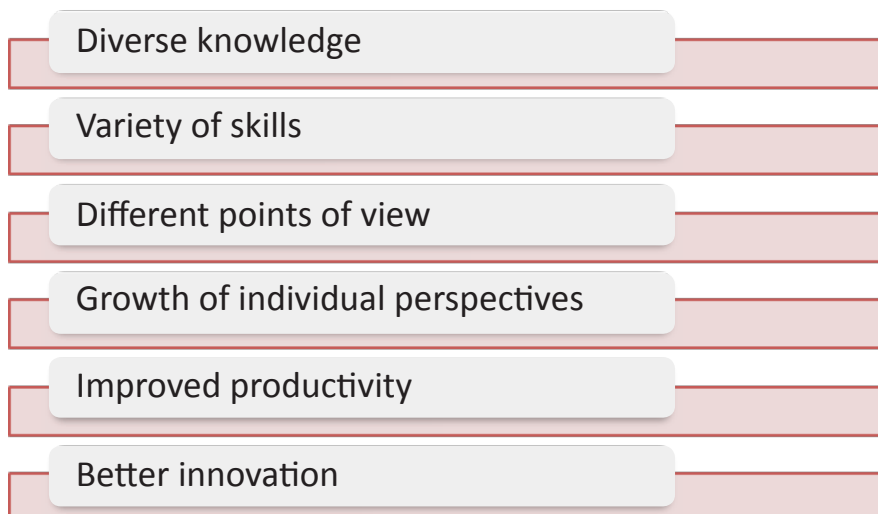 Diverse knowledge
Variety of skills
Different points of view
Growth of individual perspectives
Improved productivity
Better innovation